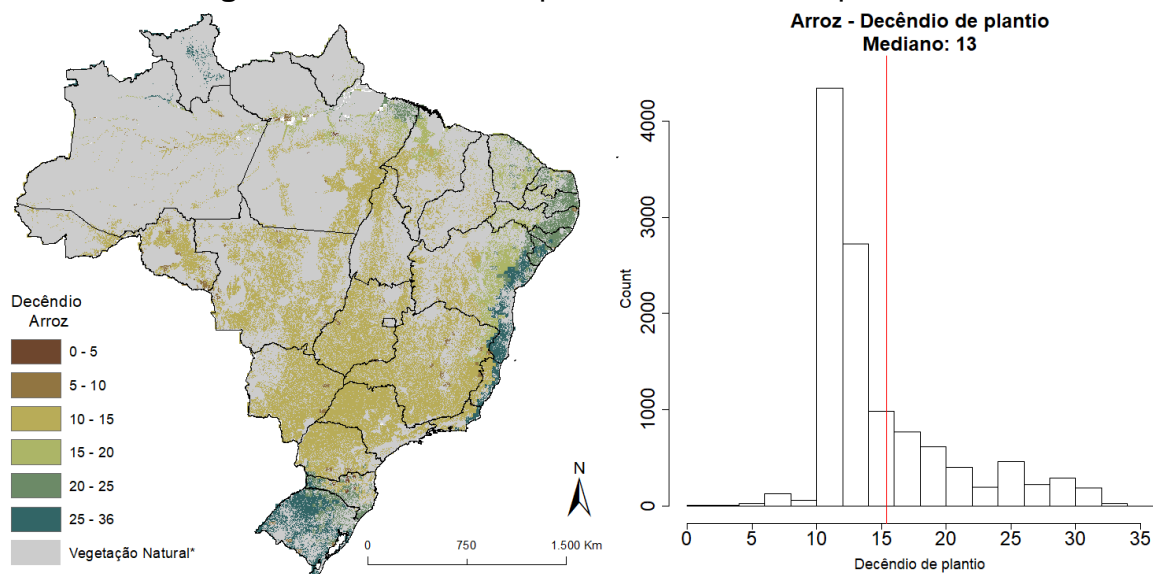 Arroz - Decêndio de plantio
Mediano: 13
Decêndio
Arroz
0 - 5
5 - 10
10 - 15
15 - 20
20 - 25
25 - 36
Vegetação Natural*
N
0 750 1.500 Km
Count
4000
3000
2000
1000
0
0 5 10 15 20 25 30 35
Decêndio de plantio